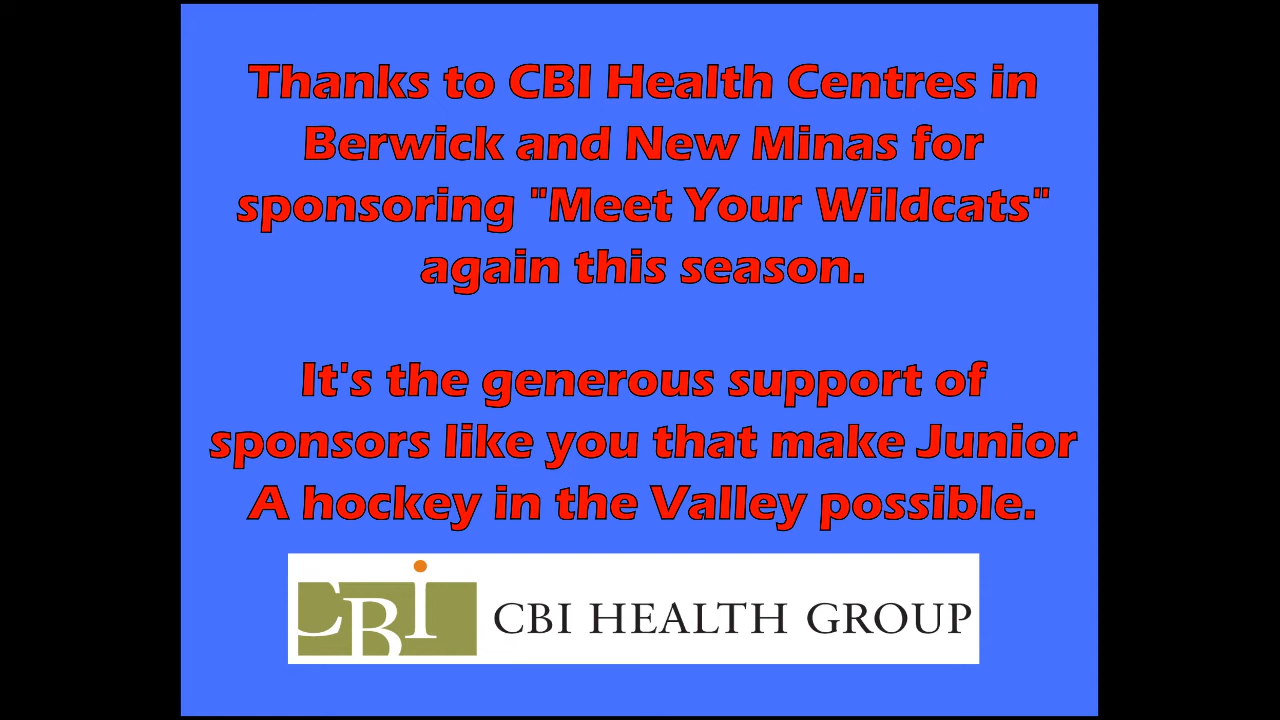 Thanks to CBI Health Centres in
Berwick and New Minas for
sponsoring "Meet Your Wildcats"
again this season.
It's the generous support of
sponsors like you that make Junior
A hockey in the Valley possible.
CBI CBI HEALTH GROUP